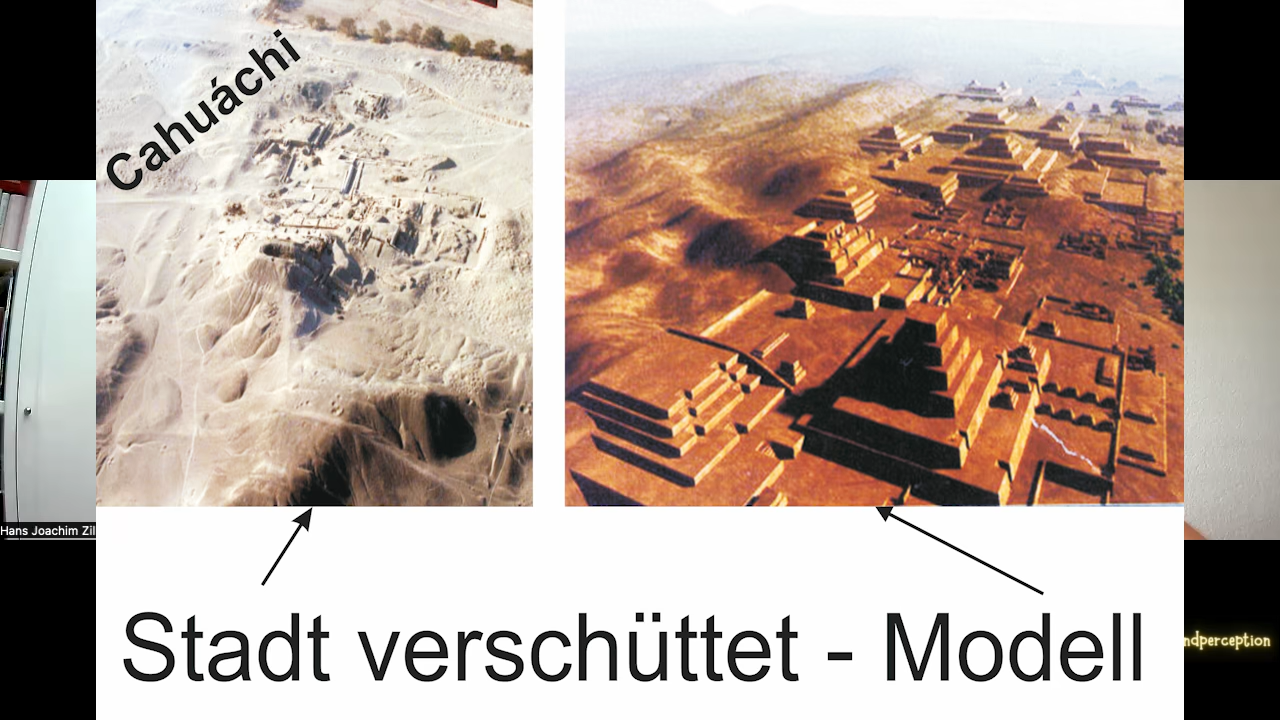 Cahuáchi
Hans Joachim Zil
ndperception
Stadt verschüttet - Modell